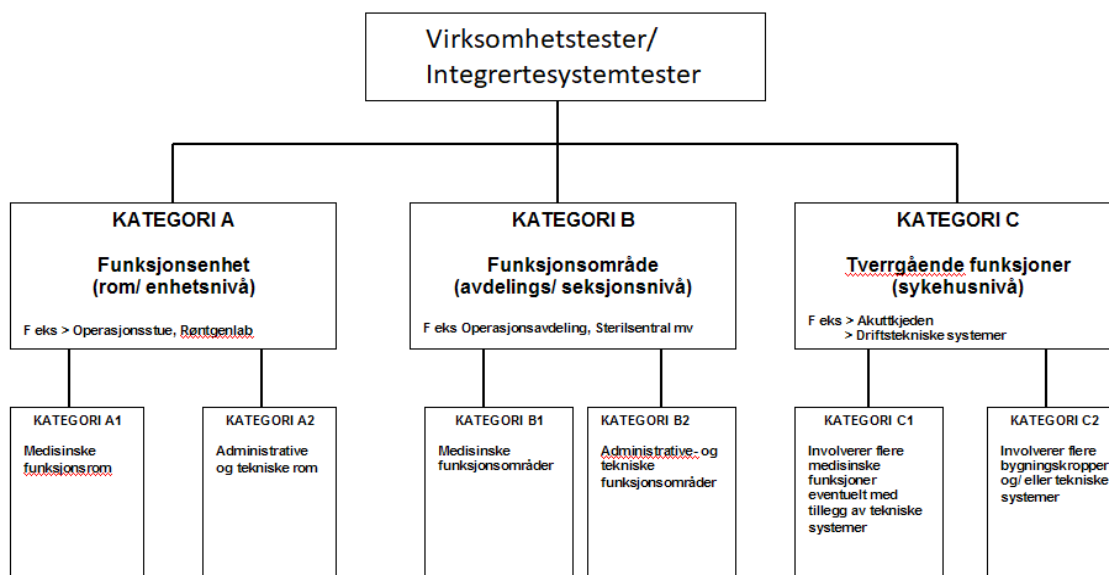 Virksomhetstester/
Integrertesystemtester
KATEGORI A
Funksjonsenhet
(rom/ enhetsnivå)
F eks > Operasjonsstue, Røntgenlab
KATEGORI B
Funksjonsområde
(avdelings/ seksjonsnivå)
F eks Operasjonsavdeling, Sterilsentral mv
KATEGORI C
Tverrgående funksjoner
(sykehusnivå)
F eks > Akuttkjeden
> Driftstekniske systemer
KATEGORI A1
Medisinske
funksjonsrom
KATEGORI A2
Administrative
og tekniske rom
KATEGORI B1
Medisinske
funksjonsområder
KATEGORI B2
Administrative- og
tekniske
funksjonsområder
KATEGORI C1
Involverer flere
medisinske
funksjoner
eventuelt med
tillegg av tekniske
systemer
KATEGORI C2
Involverer flere
bygningskropper
og/ eller tekniske
systemer